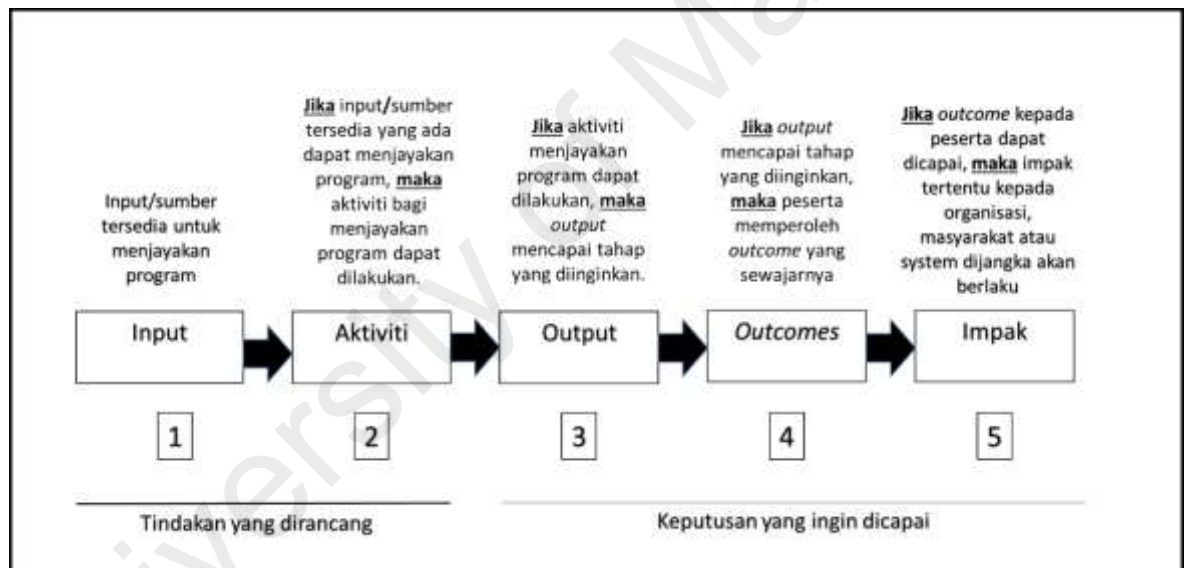 Input/sumber
tersedia untuk
menjayakan
program
Jika input/sumber
tersedia yang ada
dapat menjayakan
program, maka
aktiviti bagi
menjayakan
program dapat
dilakukan.
Jika aktiviti
menjayakan
program dapat
dilakukan, maka
output
mencapai tahap
yang diinginkan.
Jika output
mencapai tahap
yang diinginkan,
maka peserta
memperoleh
outcome yang
sewajarnya
Jika outcome kepada
peserta dapat
dicapai, maka impak
tertentu kepada
organisasi,
masyarakat atau
system dijangka akan
berlaku
Input
Aktiviti
Output
Outcomes
Impak
1
2
3
4
5
Tindakan yang dirancang
Keputusan yang ingin dicapai